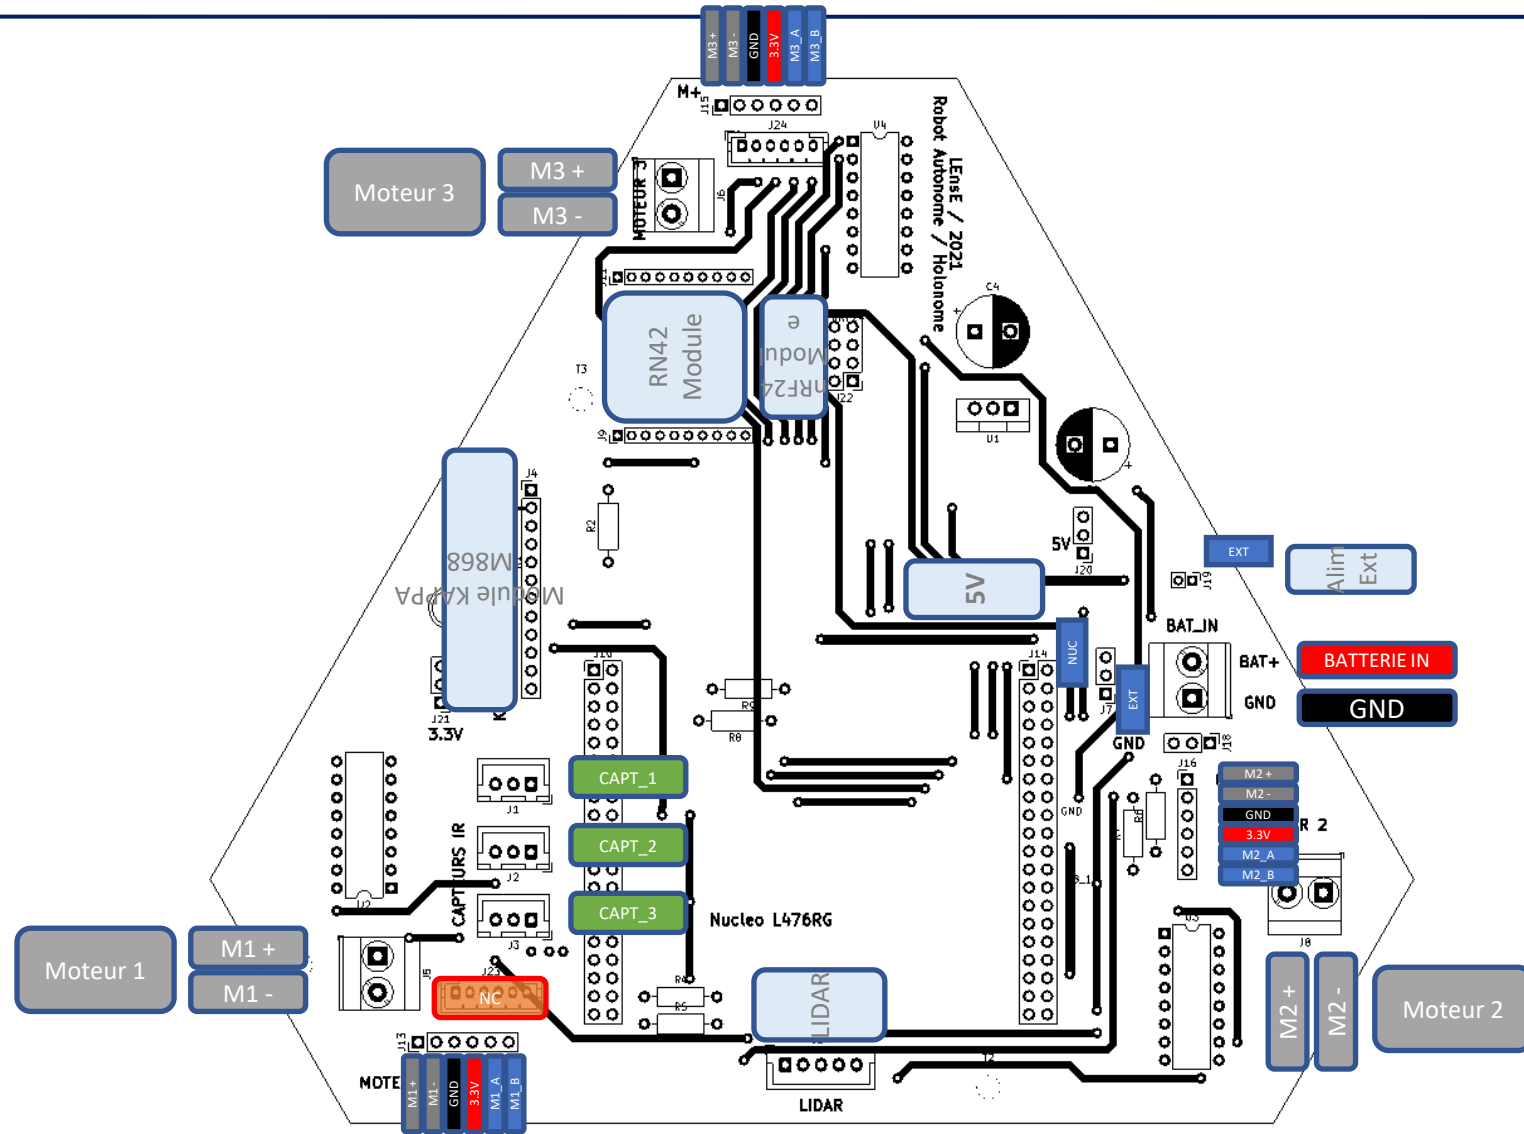 M3 +
M3 -
GND
3.3V
M3_A
M3_B
M+
J15
J24
U4
Robot Autonome / Holonome
LEnsE / 2021
Moteur 3
M3 +
M3 -
MOTEUR 3
J6
RN42
Module
nRF24
Modul
e
J22
C4
T3
J9
U1
J4
R2
Module KAPPA
M868
5V
5V
J20
EXT
Alim
Ext
J19
BAT_IN
BAT+
GND
BATTERIE IN
GND
NUC
EXT
J7
GND
J18
J16
J14
J10
J21
3.3V
K
R9
R8
CAPT_1
CAPT_2
CAPT_3
J1
J2
J3
CAPTEURS IR
U2
Nucleo L476RG
GND
R6
M2 +
M2 -
GND
3.3V
M2_A
M2_B
R 2
J8
U3
Moteur 1
M1 +
M1 -
J5
J23
NC
R4
R5
LIDAR
LIDAR
T2
M2 +
M2 -
Moteur 2
J13
MOTE
M1 +
M1 -
GND
3.3V
M1_A
M1_B